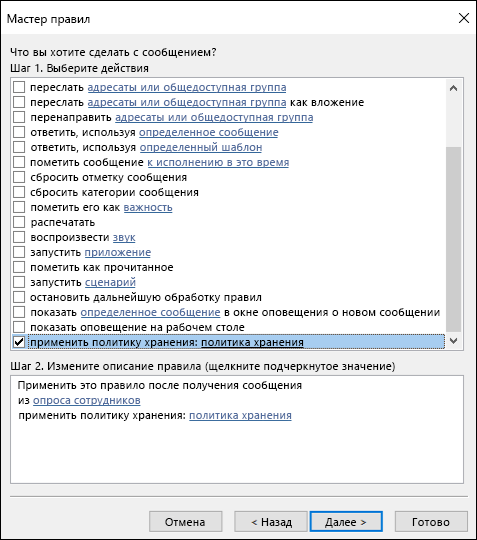 Мастер правил
Что вы хотите сделать с сообщением?
Шаг 1. Выберите действия
переслать адресаты или общедоступная группа
переслать адресаты или общедоступная группа как вложение
перенаправить адресаты или общедоступная группа
ответить, используя определенное сообщение
ответить, используя определенный шаблон
пометить сообщение к исполнению в это время
сбросить отметку сообщения
сбросить категории сообщения
пометить его как важность
распечатать
воспроизвести звук
запустить приложение
пометить как прочитанное
запустить сценарий
остановить дальнейшую обработку правил
показать определенное сообщение в окне оповещения о новом сообщении
показать оповещение на рабочем столе
применить политику хранения: политика хранения
Шаг 2. Измените описание правила (щелкните подчеркнутое значение)
Применить это правило после получения сообщения
из опроса сотрудников
применить политику хранения: политика хранения
Отмена
< Назад
Далее >
Готово